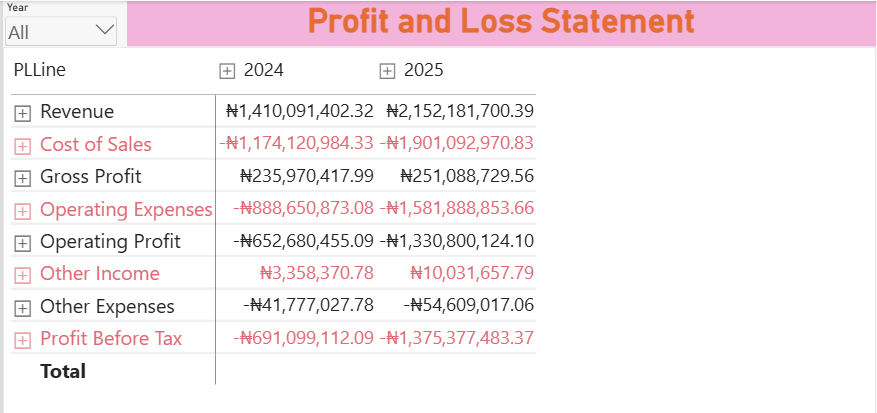 Year
All
Profit and Loss Statement
PLLine 2024 2025
Revenue ₦1,410,091,402.32 ₦2,152,181,700.39
Cost of Sales -₦1,174,120,984.33 -₦1,901,092,970.83
Gross Profit ₦235,970,417.99 ₦251,088,729.56
Operating Expenses -₦888,650,873.08 -₦1,581,888,853.66
Operating Profit -₦652,680,455.09 -₦1,330,800,124.10
Other Income ₦3,358,370.78 ₦10,031,657.79
Other Expenses -₦41,777,027.78 -₦54,609,017.06
Profit Before Tax -₦691,099,112.09 -₦1,375,377,483.37
Total